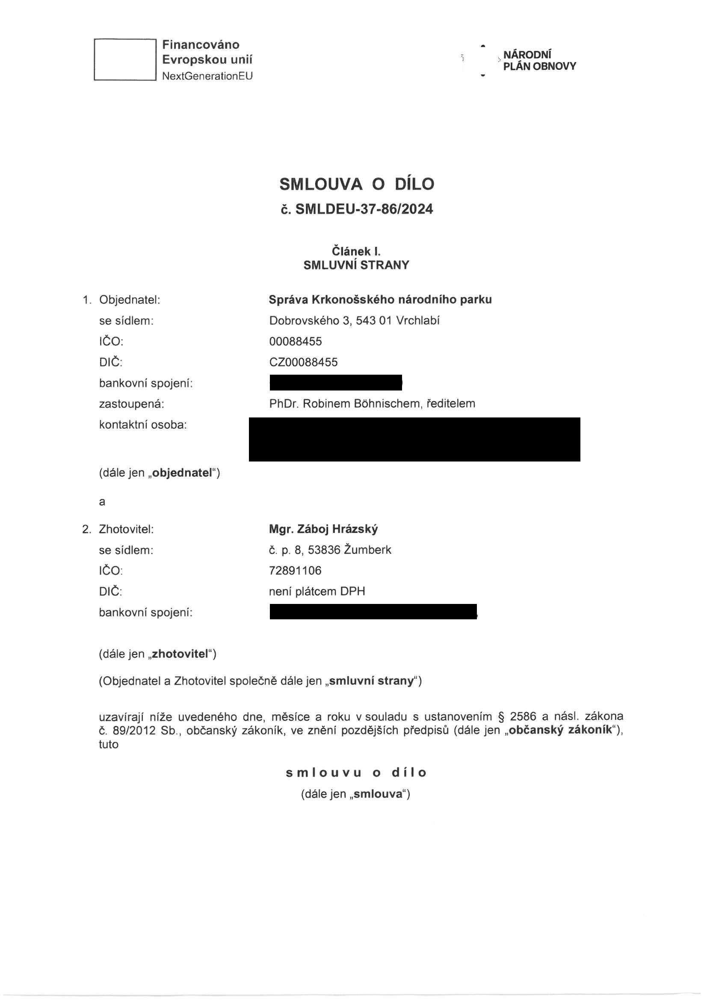 Financováno
Evropskou unií
NextGenerationEU
NÁRODNÍ
PLÁN OBNOVY
SMLOUVA O DÍLO
č. SMLDEU-37-86/2024
Článek I.
SMLUVNÍ STRANY
1. Objednatel: Správa Krkonošského národního parku
se sídlem: Dobrovského 3, 543 01 Vrchlabí
IČO: 00088455
DIČ: CZ00088455
bankovní spojení:
zastoupená: PhDr. Robinem Böhnischem, ředitelem
kontaktní osoba:
(dále jen „objednatel“)
a
2. Zhotovitel: Mgr. Záboj Hrázský
se sídlem: č. p. 8, 53836 Žumberk
IČO: 72891106
DIČ: není plátcem DPH
bankovní spojení:
(dále jen „zhotovitel“)
(Objednatel a Zhotovitel společně dále jen „smluvní strany“)
uzavírají níže uvedeného dne, měsíce a roku v souladu s ustanovením § 2586 a násl. zákona
č. 89/2012 Sb., občanský zákoník, ve znění pozdějších předpisů (dále jen „občanský zákoník“),
tuto
smlouvu o dílo
(dále jen „smlouva“)